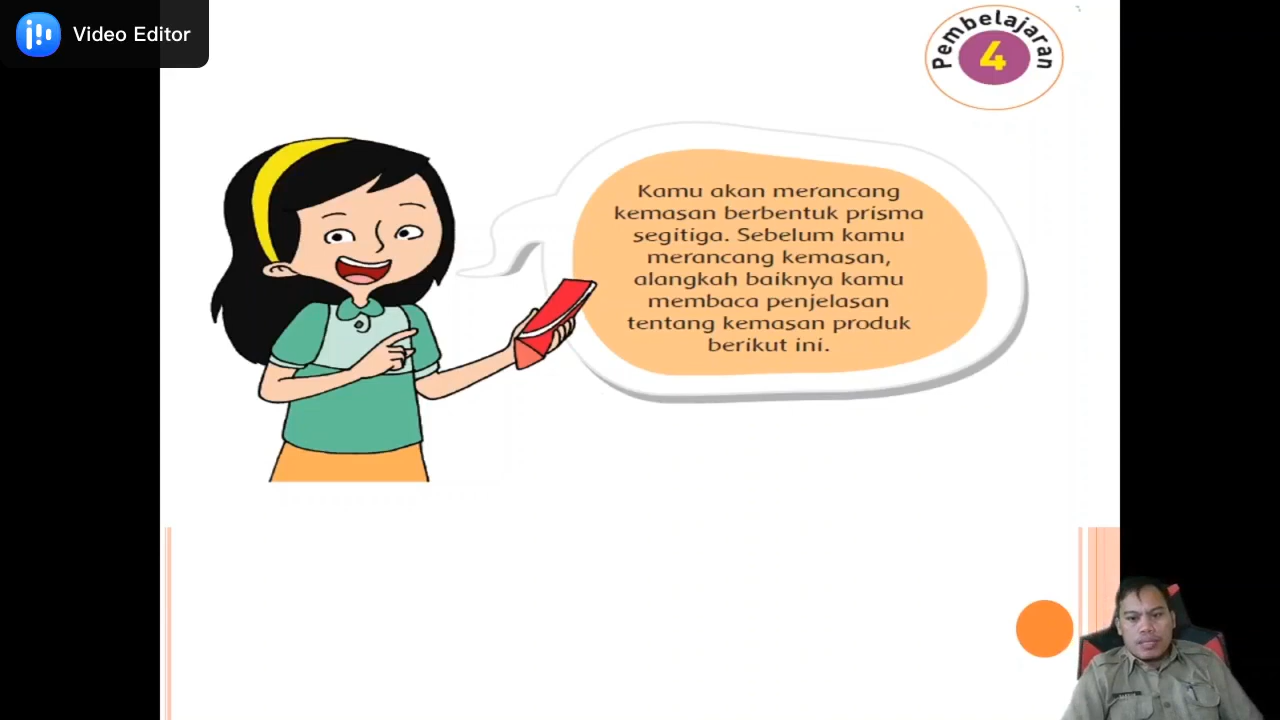 Video Editor
Pembelajaran
4
Kamu akan merancang
kemasan berbentuk prisma
segitiga. Sebelum kamu
merancang kemasan,
alangkah baiknya kamu
membaca penjelasan
tentang kemasan produk
berikut ini.